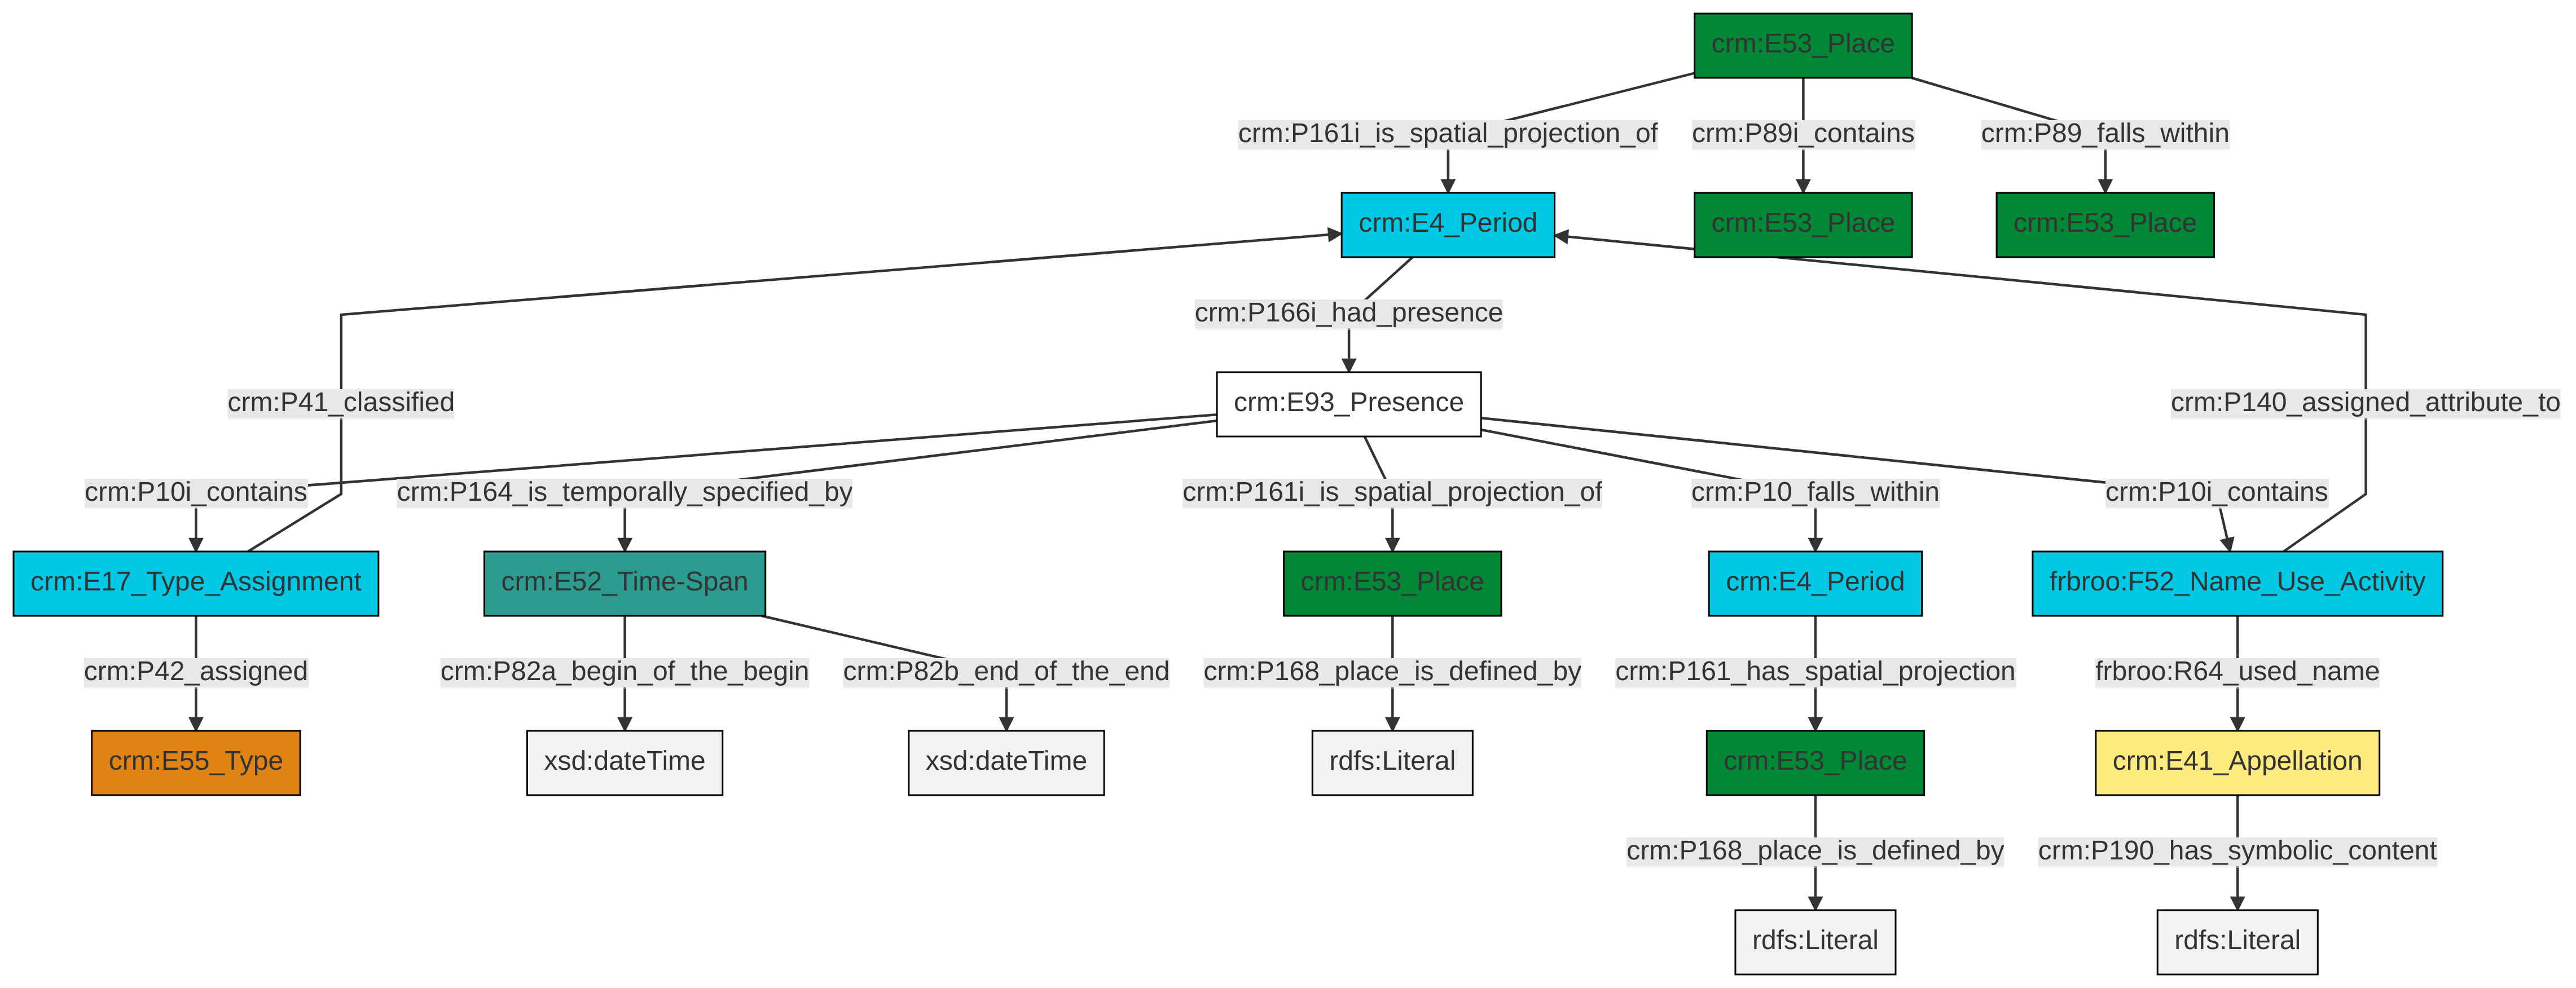 crm:E53_Place
crm:P161i_is_spatial_projection_of
crm:P89i_contains
crm:P89_falls_within
crm:E4_Period
crm:E53_Place
crm:E53_Place
crm:P166i_had_presence
crm:P41_classified
crm:E93_Presence
crm:P140_assigned_attribute_to
crm:P10i_contains
crm:P164_is_temporally_specified_by
crm:P161i_is_spatial_projection_of
crm:P10_falls_within
crm:P10i_contains
crm:E17_Type_Assignment
crm:E52_Time-Span
crm:E53_Place
crm:E4_Period
frbroo:F52_Name_Use_Activity
crm:P42_assigned
crm:P82a_begin_of_the_begin
crm:P82b_end_of_the_end
crm:P168_place_is_defined_by
crm:P161_has_spatial_projection
frbroo:R64_used_name
crm:E55_Type
xsd:dateTime
xsd:dateTime
rdfs:Literal
crm:E53_Place
crm:E41_Appellation
crm:P168_place_is_defined_by
crm:P190_has_symbolic_content
rdfs:Literal
rdfs:Literal